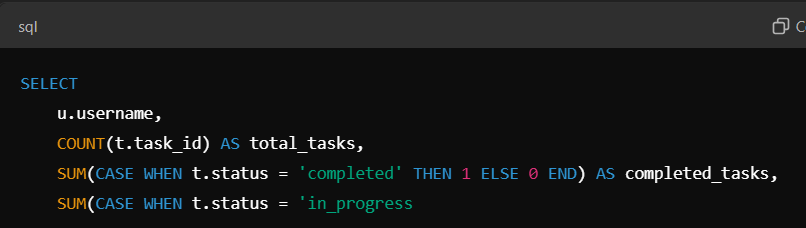 sql
SELECT
u.username,
COUNT(t.task_id) AS total_tasks,
SUM(CASE WHEN t.status = 'completed' THEN 1 ELSE 0 END) AS completed_tasks,
SUM(CASE WHEN t.status = 'in_progress